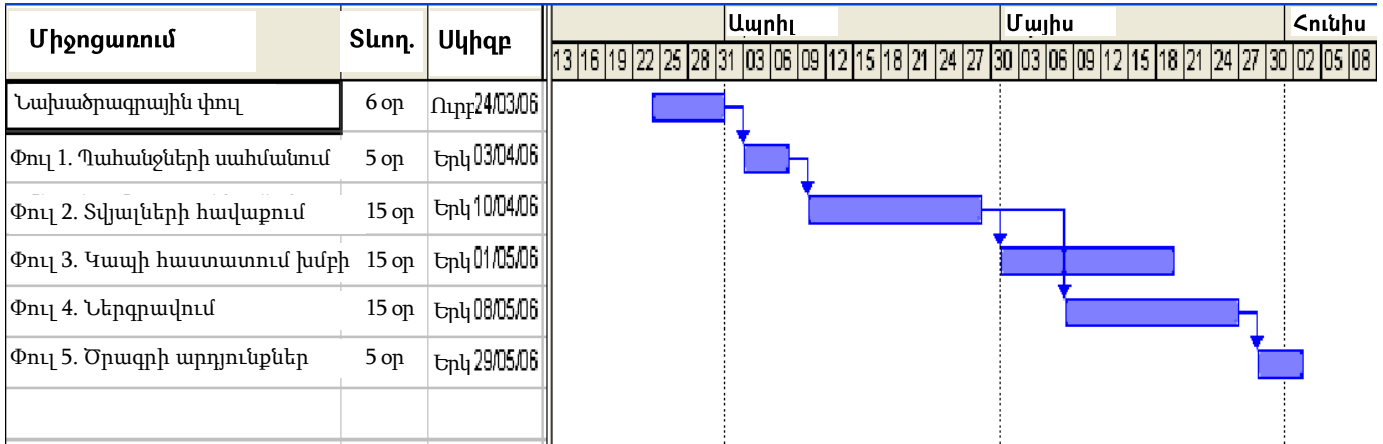 Միջոցառում Տևող. Սկիզբ Ապրիլ Մայիս Հունիս
13 16 19 22 25 28 31 03 06 09 12 15 18 21 24 27 30 03 06 09 12 15 18 21 24 27 30 02 05 08
Նախածրագրային փուլ 6 օր Ուրբ 24/03/06
Փուլ 1. Պահանջների սահմանում 5 օր Երկ 03/04/06
Փուլ 2. Տվյալների հավաքում 15 օր Երկ 10/04/06
Փուլ 3. Կապի հաստատում խմբի 15 օր Երկ 01/05/06
Փուլ 4. Ներգրավում 15 օր Երկ 08/05/06
Փուլ 5. Ծրագրի արդյունքներ 5 օր Երկ 29/05/06